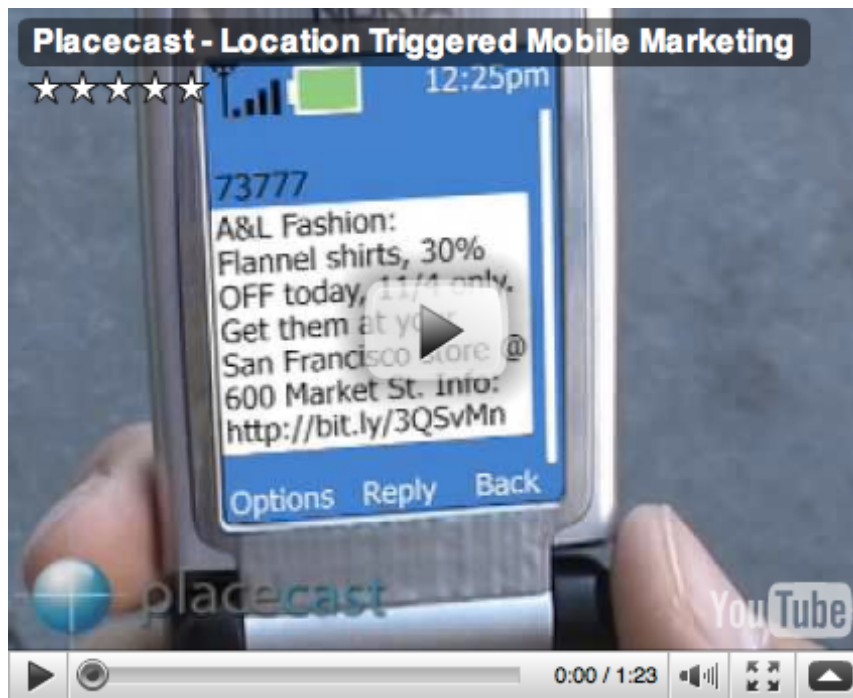 NOKIA
Placecast - Location Triggered Mobile Marketing
12:25pm
73777
A&L Fashion:
Flannel shirts, 30%
OFF today, 11/4 only.
Get them at your
San Francisco store @
600 Market St. Info:
http://bit.ly/3QSvMn
Options Reply Back
placecast
YouTube
0:00 / 1:23